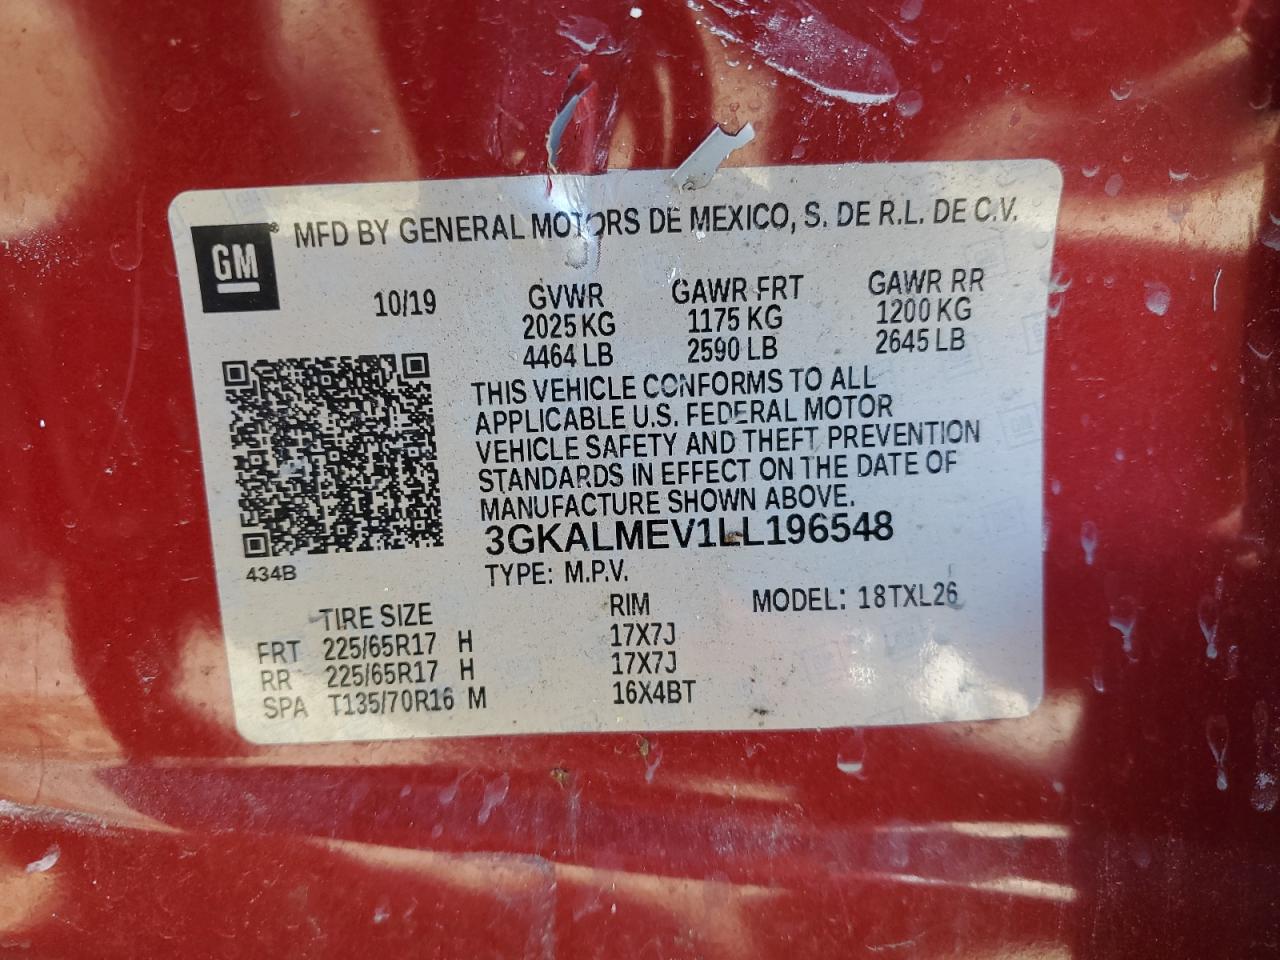 GM
MFD BY GENERAL MOTORS DE MEXICO, S. DE R.L. DE C.V.
10/19 GVWR GAWR FRT GAWR RR
2025 KG 1175 KG 1200 KG
4464 LB 2590 LB 2645 LB
THIS VEHICLE CONFORMS TO ALL
APPLICABLE U.S. FEDERAL MOTOR
VEHICLE SAFETY AND THEFT PREVENTION
STANDARDS IN EFFECT ON THE DATE OF
MANUFACTURE SHOWN ABOVE.
3GKALMEV1LL196548
434B
TYPE: M.P.V.
TIRE SIZE RIM MODEL: 18TXL26
FRT 225/65R17 H 17X7J
RR 225/65R17 H 17X7J
SPA T135/70R16 M 16X4BT